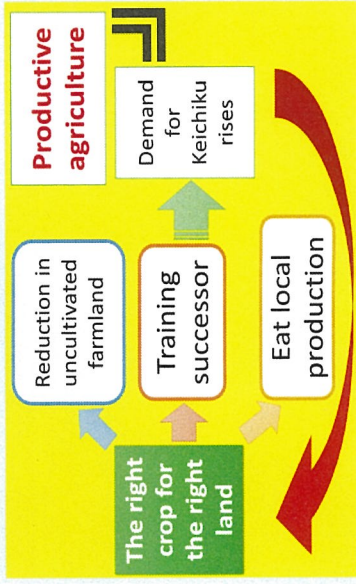 The right
crop for
the right
land
Reduction in
uncultivated
farmland
Training
successor
Eat local
production
Productive
agriculture
Demand
for
Keichiku
rises